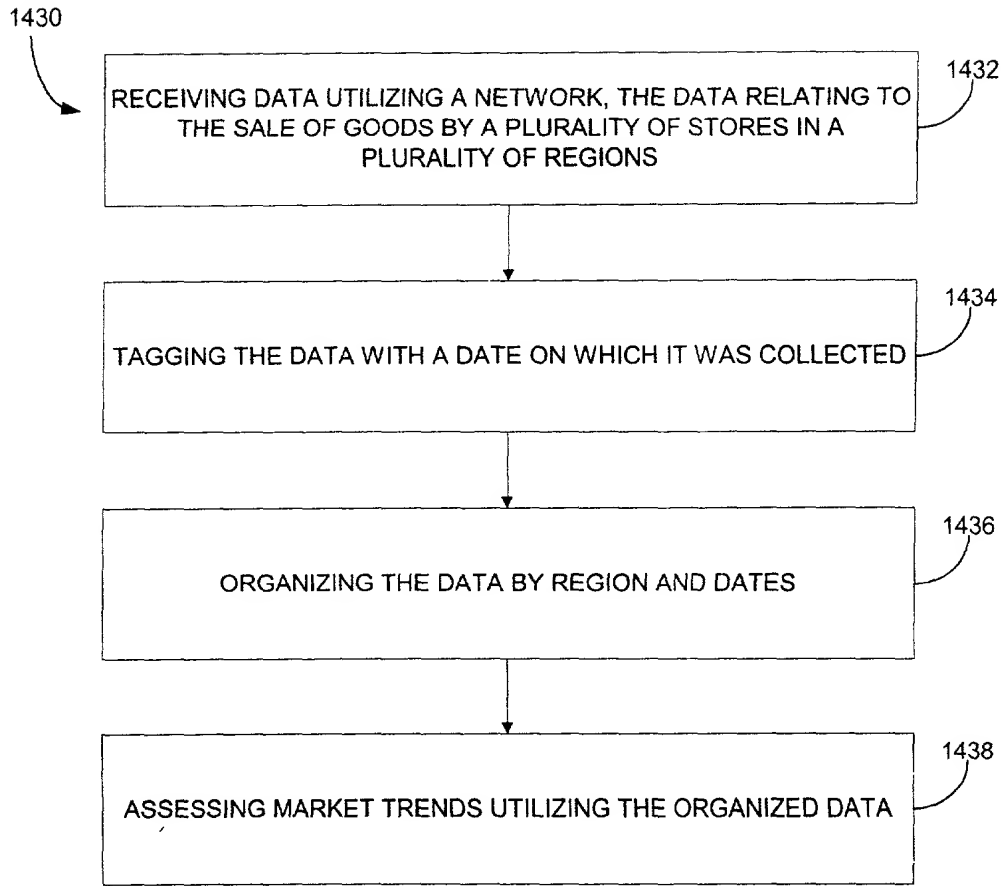 1430
RECEIVING DATA UTILIZING A NETWORK, THE DATA RELATING TO
THE SALE OF GOODS BY A PLURALITY OF STORES IN A
PLURALITY OF REGIONS
1432
TAGGING THE DATA WITH A DATE ON WHICH IT WAS COLLECTED
1434
ORGANIZING THE DATA BY REGION AND DATES
1436
ASSESSING MARKET TRENDS UTILIZING THE ORGANIZED DATA
1438